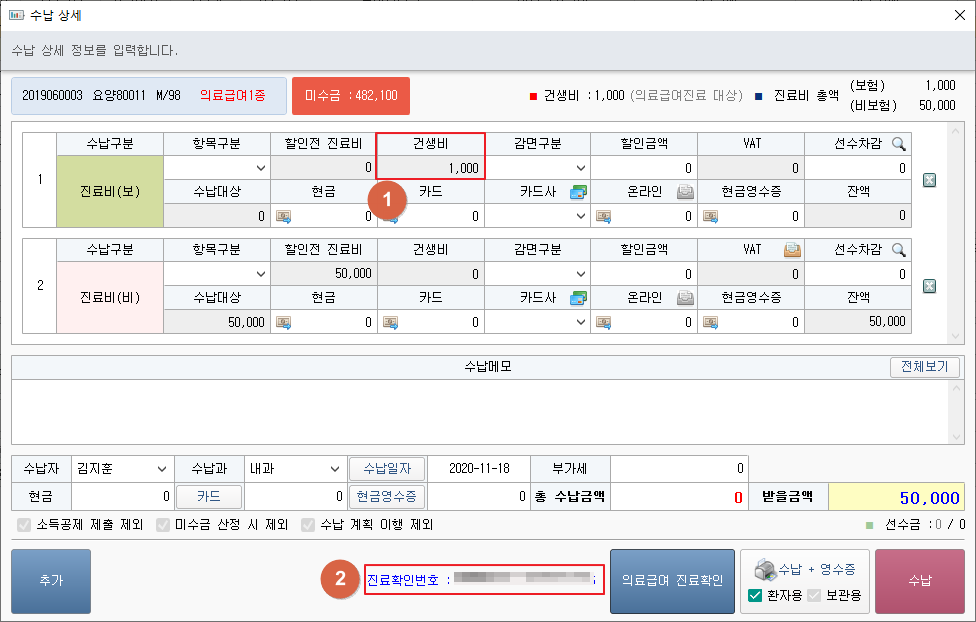 수납 상세
수납 상세 정보를 입력합니다.
2019060003 요양80011 M/98 의료급여1종
미수금 :482,100
건생비 :1,000 (의료급여진료 대상)
진료비 총액
(보험) 1,000
(비보험) 50,000
수납구분 항목구분 할인전 진료비 건생비 감면구분 할인금액 VAT 선수차감
1 진료비(보) 0 1,000 0 0 0
수납대상 현금 카드 카드사 온라인 현금영수증 잔액
0 0 0 0 0 0
1
수납구분 항목구분 할인전 진료비 건생비 감면구분 할인금액 VAT 선수차감
2 진료비(비) 50,000 0 0 0 0
수납대상 현금 카드 카드사 온라인 현금영수증 잔액
50,000 0 0 0 0 50,000
수납메모 전체보기
수납자 김지훈 수납과 내과 수납일자 2020-11-18 부가세 0
현금 0 카드 0 현금영수증 0 총 수납금액 0 받을금액 50,000
소득공제 제출 제외 미수금 산정 시 제외 수납 계획 이행 제외 선수금 :0 / 0
추가
2
진료확인번호 :
의료급여 진료확인
수납 + 영수증
환자용 보관용
수납